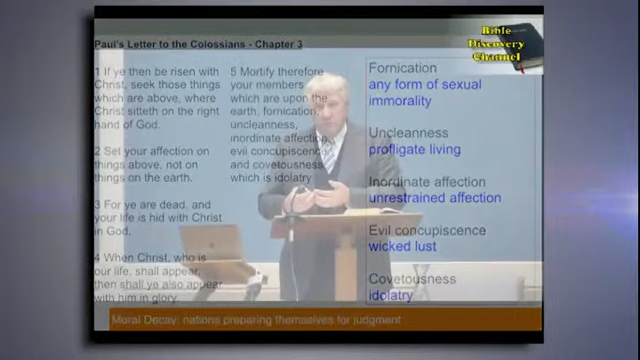 Bible
Discovery
Channel
Paul's Letter to the Colossians - Chapter 3
1 If ye then be risen with
Christ, seek those things
which are above, where
Christ sitteth on the right
hand of God.
2 Set your affection on
things above, not on
things on the earth.
3 For ye are dead, and
your life is hid with Christ
in God.
4 When Christ, who is
our life, shall appear,
then shall ye also appear
with him in glory.
5 Mortify therefore
your members
which are upon the
earth, fornication,
uncleanness,
inordinate affection,
evil concupiscence
and covetousness
which is idolatry
Fornication
any form of sexual
immorality
Uncleanness
profligate living
Inordinate affection
unrestrained affection
Evil concupiscence
wicked lust
Covetousness
idolatry
Moral Decay: nations preparing themselves for judgment